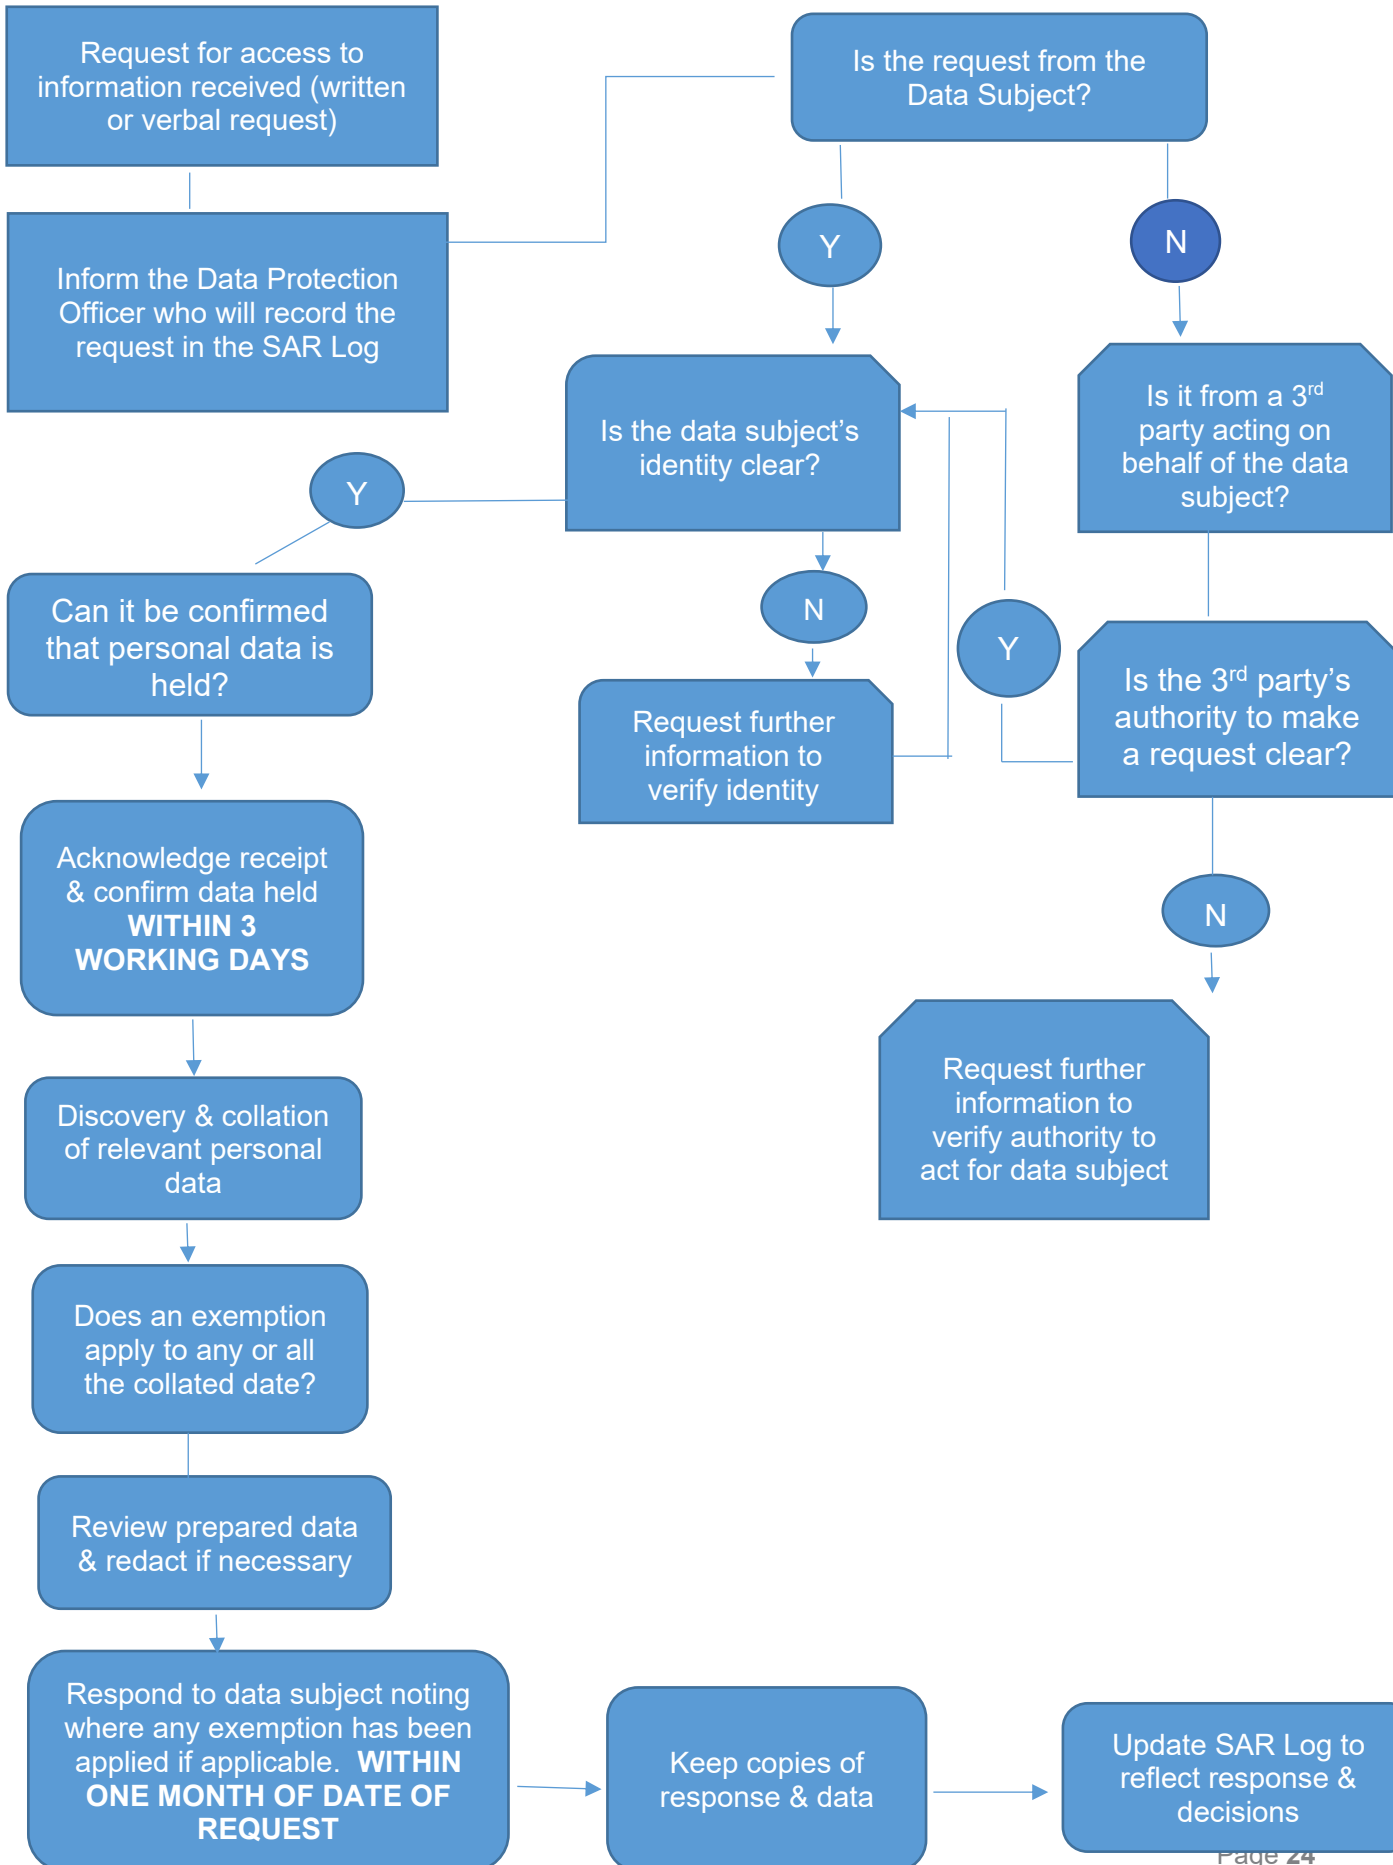 Request for access to
information received (written
or verbal request)
Inform the Data Protection
Officer who will record the
request in the SAR Log
Is the request from the
Data Subject?
Y
N
Is the data subject’s
identity clear?
Is it from a 3rd
party acting on
behalf of the data
subject?
Y
N
Y
Can it be confirmed
that personal data is
held?
Request further
information to
verify identity
Is the 3rd party’s
authority to make
a request clear?
Acknowledge receipt
& confirm data held
WITHIN 3
WORKING DAYS
N
Request further
information to
verify authority to
act for data subject
Discovery & collation
of relevant personal
data
Does an exemption
apply to any or all
the collated date?
Review prepared data
& redact if necessary
Respond to data subject noting
where any exemption has been
applied if applicable. WITHIN
ONE MONTH OF DATE OF
REQUEST
Keep copies of
response & data
Update SAR Log to
reflect response &
decisions
Page 24